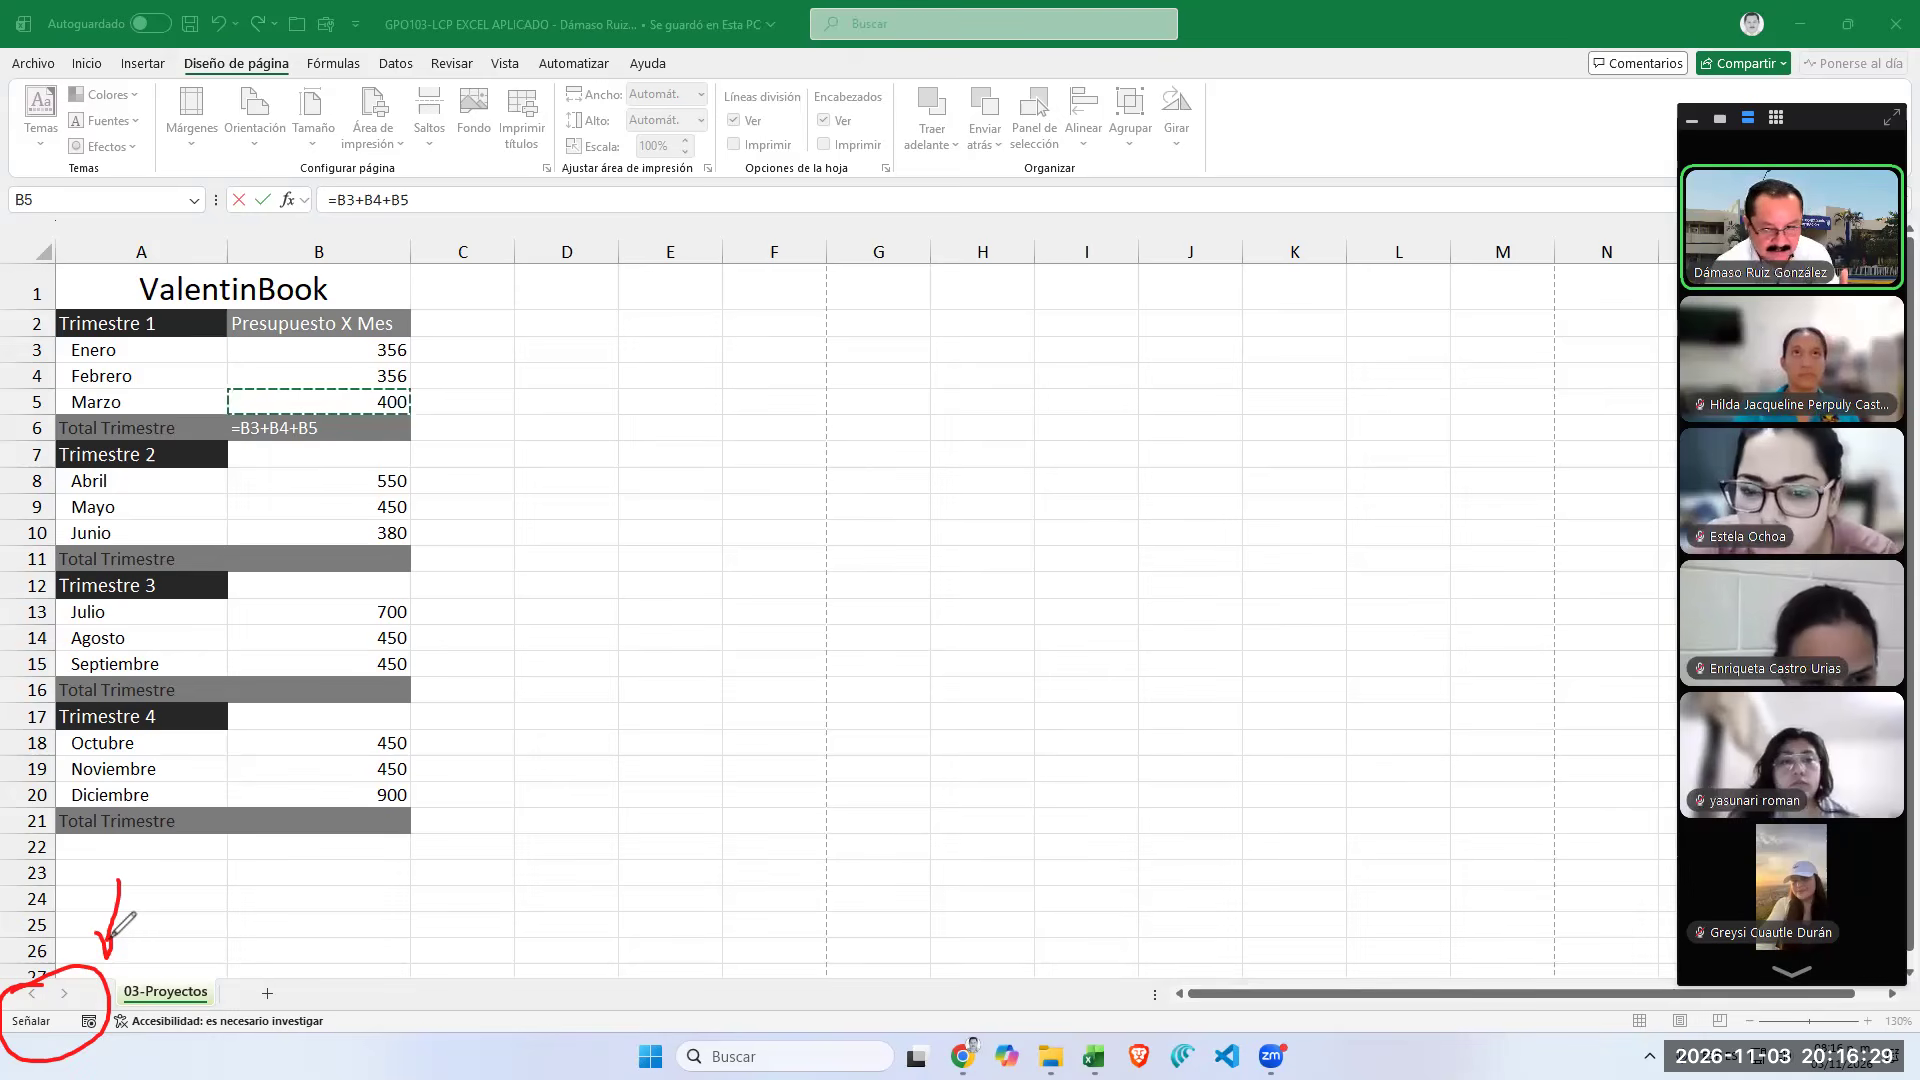 Autoguardado
GPO103-LCP EXCEL APLICADO - Dámaso Ruiz... • Se guardó en Esta PC
Buscar
Archivo Inicio Insertar Diseño de página Fórmulas Datos Revisar Vista Automatizar Ayuda
Comentarios Compartir Ponerse al día
Temas
Colores
Fuentes
Efectos
Temas
Márgenes
Orientación
Tamaño
Área de impresión
Saltos
Fondo
Imprimir títulos
Configurar página
Ancho: Automát.
Alto: Automát.
Escala: 100%
Ajustar área de impresión
Líneas división
Ver
Imprimir
Encabezados
Ver
Imprimir
Opciones de la hoja
Traer adelante
Enviar atrás
Panel de selección
Alinear
Agrupar
Girar
Organizar
B5 fx =B3+B4+B5
A B C D E F G H I J K L M N
1 ValentinBook
2 Trimestre 1 Presupuesto X Mes
3 Enero 356
4 Febrero 356
5 Marzo 400
6 Total Trimestre =B3+B4+B5
7 Trimestre 2
8 Abril 550
9 Mayo 450
10 Junio 380
11 Total Trimestre
12 Trimestre 3
13 Julio 700
14 Agosto 450
15 Septiembre 450
16 Total Trimestre
17 Trimestre 4
18 Octubre 450
19 Noviembre 450
20 Diciembre 900
21 Total Trimestre
22
23
24
25
26
27
Dámaso Ruiz González
Hilda Jacqueline Perpuly Cast...
Estela Ochoa
Enriqueta Castro Urias
yasunari roman
Greysi Cuautle Durán
03-Proyectos
Señalar
Accesibilidad: es necesario investigar
130%
Buscar
zm
2026-11-03 20:16:29